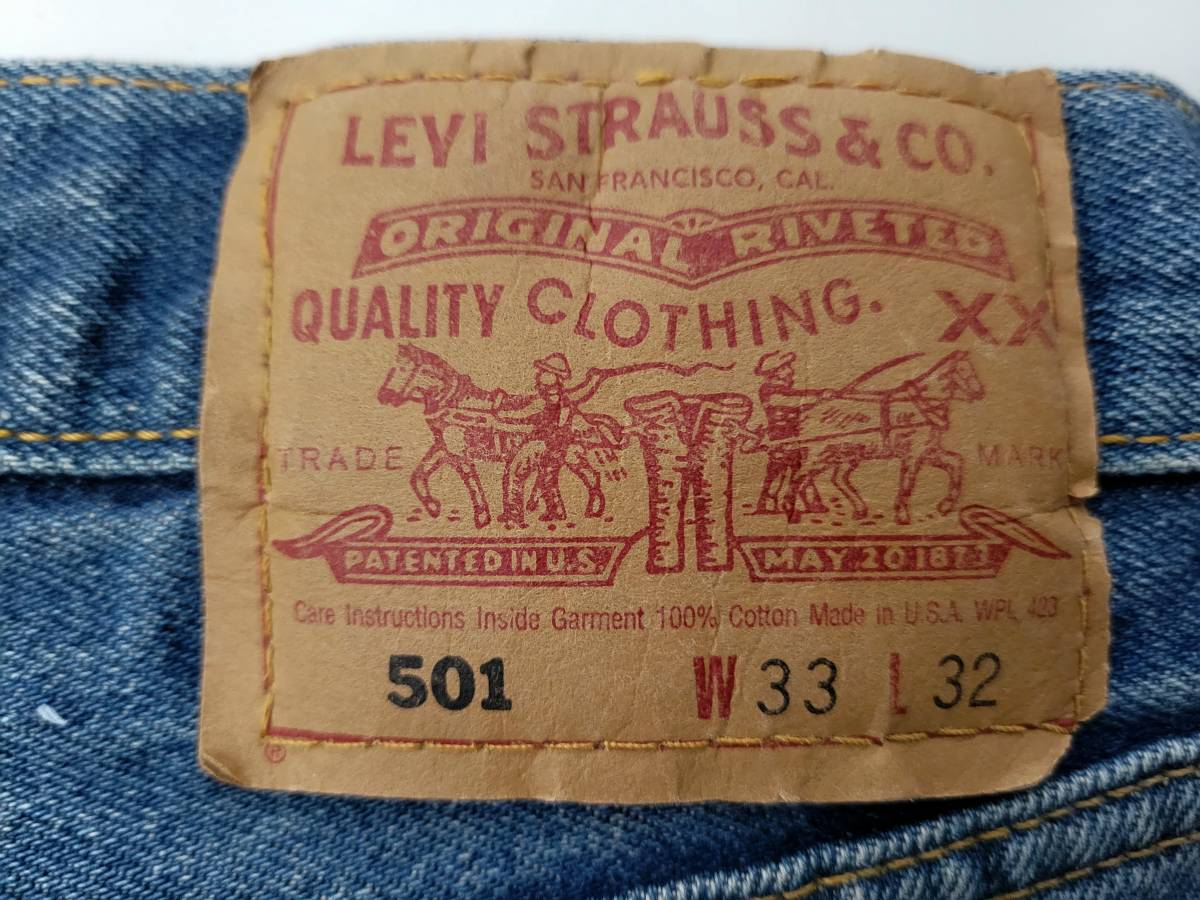 LEVI STRAUSS & CO.
SAN FRANCISCO, CAL.
ORIGINAL RIVETED
QUALITY CLOTHING. XX
TRADE MARK
PATENTED IN U.S. MAY 20 1873
Care Instructions Inside Garment 100% Cotton Made in U.S.A. WPL 423
501 W 33 L 32
®